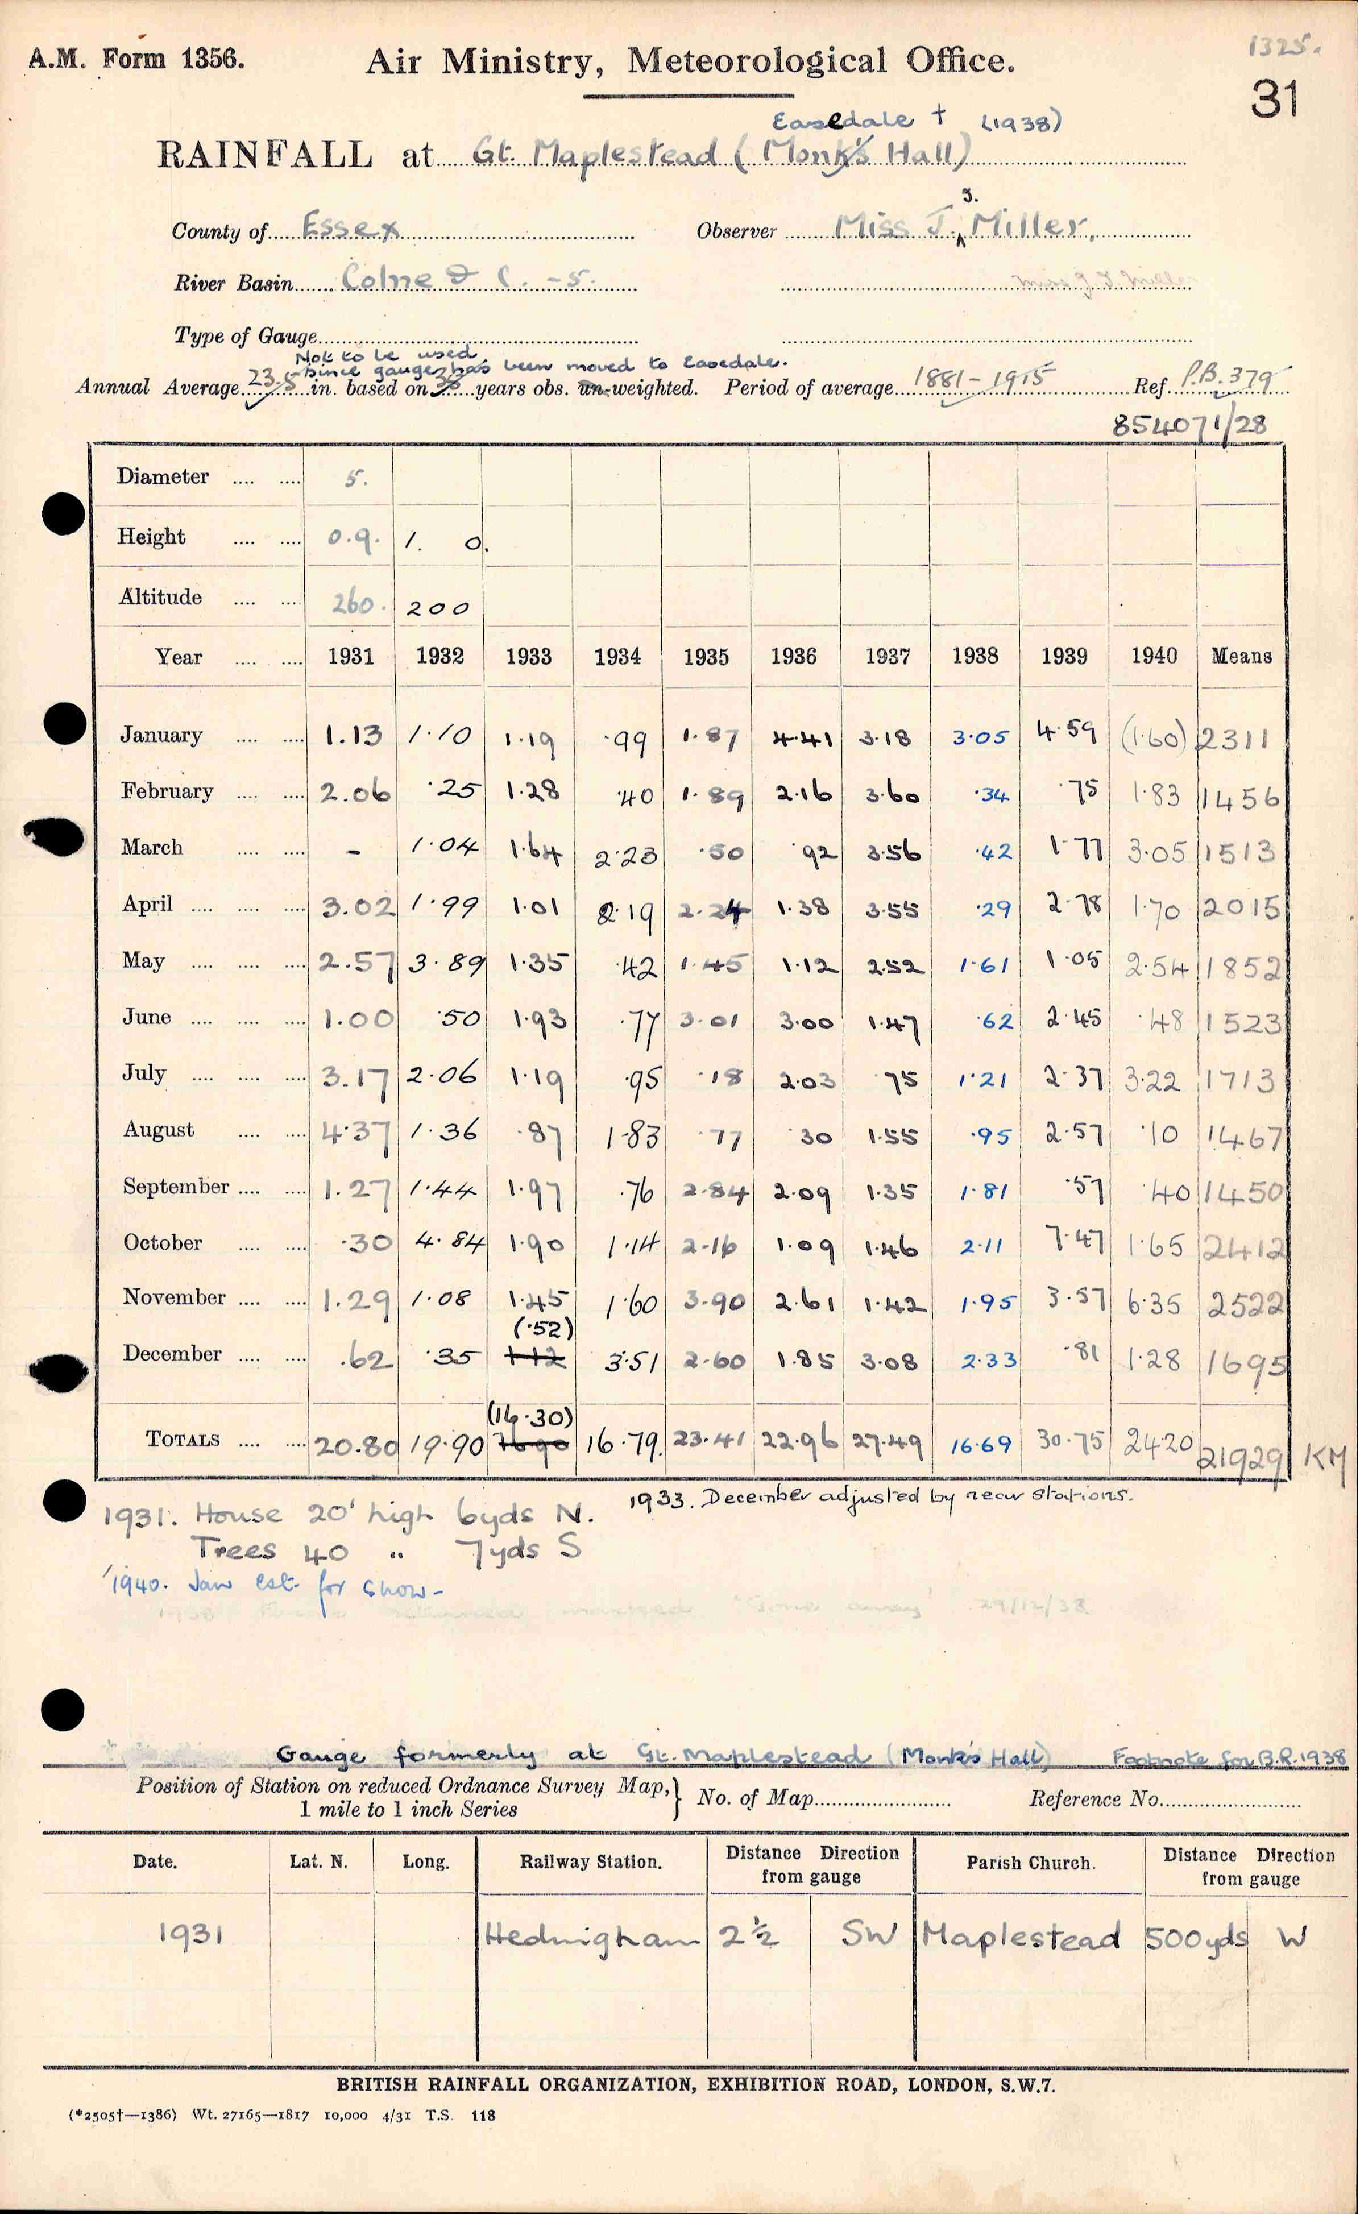 1325.
A.M. Form 1356. Air Ministry, Meteorological Office.
31
Easedale † (1938)
RAINFALL at Gt. Maplestead (Monk's Hall)
County of Essex Observer Miss J. J. Miller,
River Basin Colne & C. - 5. Miss J. J. Miller
Type of Gauge
Not to be used
since gauge has been moved to Easedale.
Annual Average 23.5 in. based on 35 years obs. un-weighted. Period of average 1881-1915 Ref P.B. 379
854071/28
Diameter .... .... 5.
Height .... .... 0.9. 1. 0.
Altitude .... .... 260. 200
Year .... .... 1931 1932 1933 1934 1935 1936 1937 1938 1939 1940 Means
January .... .... 1.13 1.10 1.19 .99 1.87 4.41 3.18 3.05 4.59 (1.60) 2311
February .... .... 2.06 .25 1.28 .40 1.89 2.16 3.60 .34 .75 1.83 1456
March .... .... - 1.04 1.64 2.23 .50 .92 3.56 .42 1.77 3.05 1513
April .... .... .... 3.02 1.99 1.01 2.19 2.24 1.38 3.55 .29 2.78 1.70 2015
May .... .... .... 2.57 3.89 1.35 .42 1.45 1.12 2.52 1.61 1.05 2.54 1852
June .... .... .... 1.00 .50 1.93 .77 3.01 3.00 1.47 .62 2.45 .48 1523
July .... .... .... 3.17 2.06 1.19 .95 .18 2.03 .75 1.21 2.37 3.22 1713
August .... .... 4.37 1.36 .87 1.83 .77 .30 1.55 .95 2.57 .10 1467
September .... .... 1.27 1.44 1.97 .76 2.84 2.09 1.35 1.81 .57 .40 1450
October .... .... .30 4.84 1.90 1.14 2.16 1.09 1.46 2.11 7.47 1.65 2412
November .... .... 1.29 1.08 1.45 1.60 3.90 2.61 1.42 1.95 3.57 6.35 2522
(.52)
December .... .... .62 .35 1.12 3.51 2.60 1.85 3.08 2.33 .81 1.28 1695
(16.30)
TOTALS .... .... 20.80 19.90 16.90 16.79 23.41 22.96 27.49 16.69 30.75 24.20 21929 KM
1933. December adjusted by near stations.
1931. House 20' high 6yds N.
Trees 40 " 7yds S
1940. Jan est. for snow-
29/12/38
Gauge formerly at Gt. Maplestead (Monk's Hall) Footnote for B.R. 1938
Position of Station on reduced Ordnance Survey Map, } No. of Map Reference No.
1 mile to 1 inch Series
Date. Lat. N. Long. Railway Station. Distance Direction from gauge Parish Church. Distance Direction from gauge
1931 Hedingham 2½ SW Maplestead 500yds W
BRITISH RAINFALL ORGANIZATION, EXHIBITION ROAD, LONDON, S.W.7.
(*2505†—1386) Wt. 27165—1817 10,000 4/31 T.S. 118